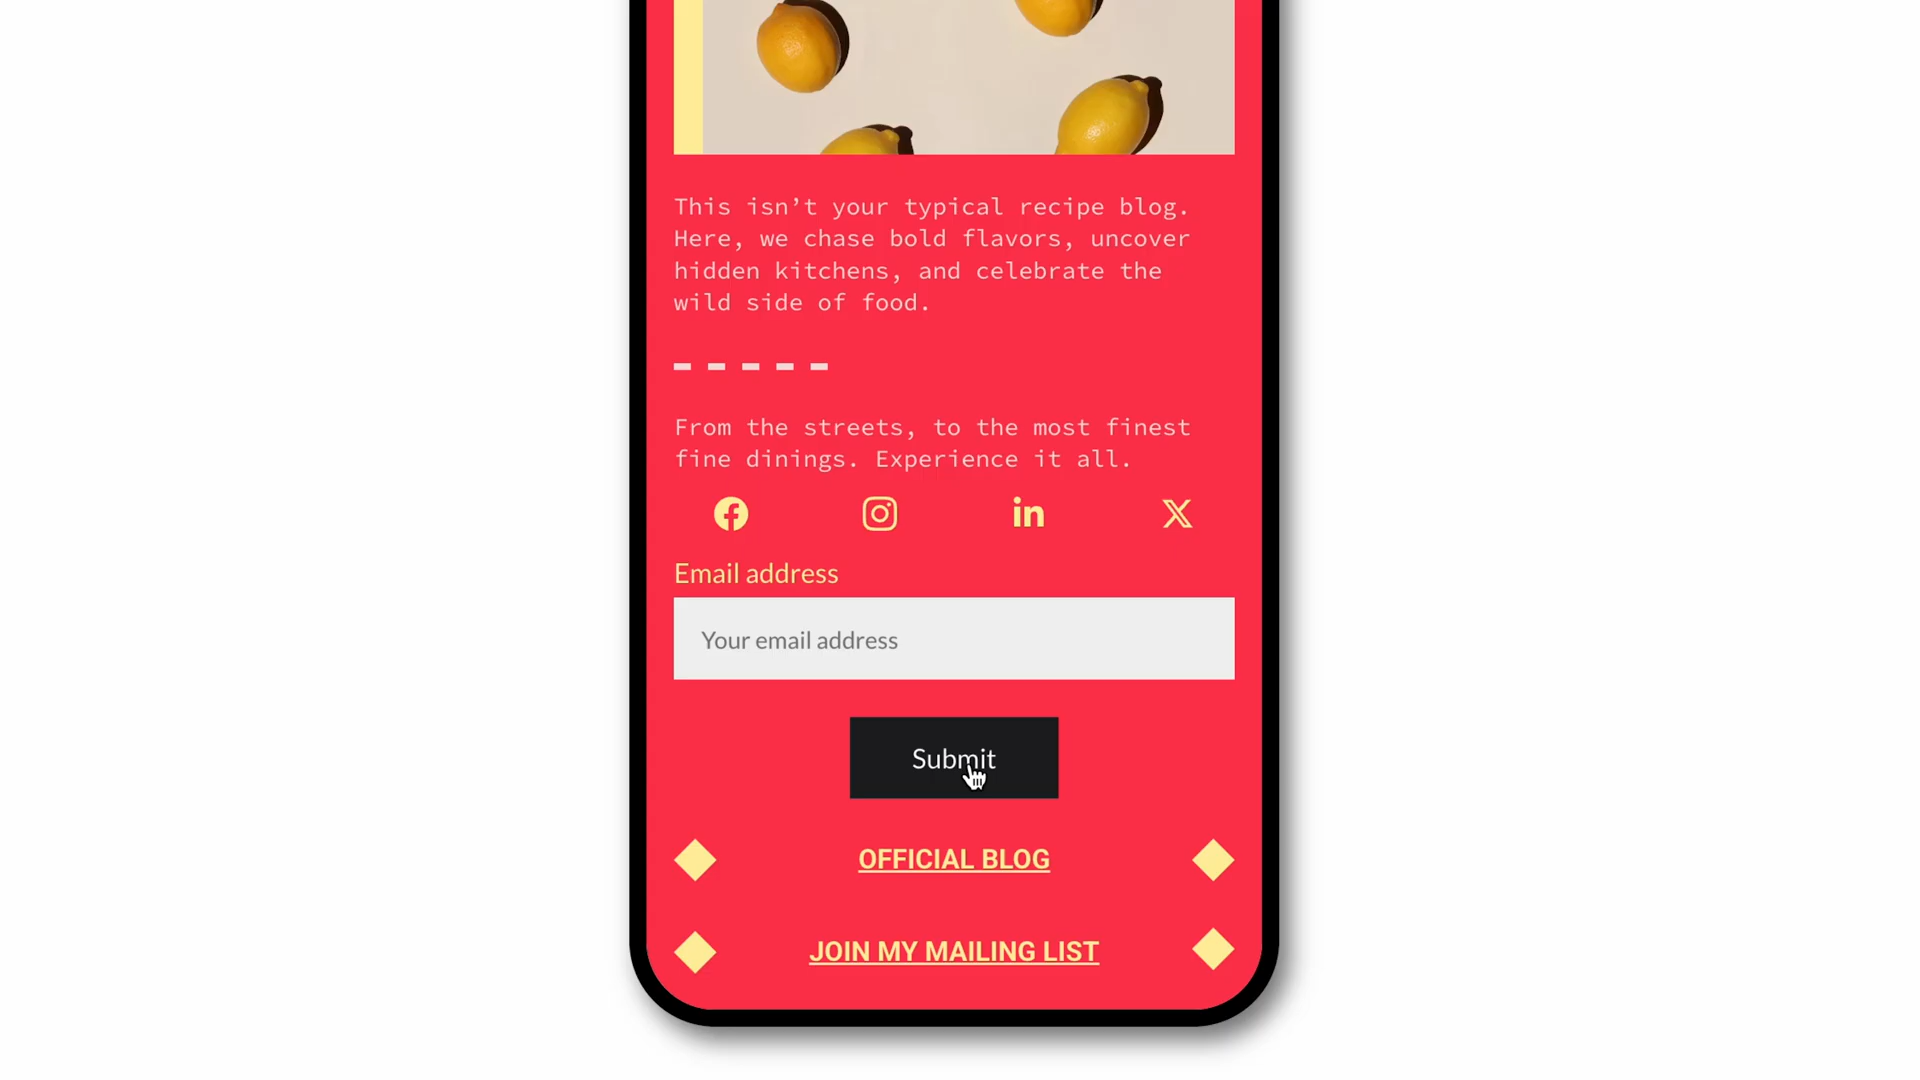 This isn’t your typical recipe blog.
Here, we chase bold flavors, uncover
hidden kitchens, and celebrate the
wild side of food.
From the streets, to the most finest
fine dinings. Experience it all.
Email address
Your email address
Submit
OFFICIAL BLOG
JOIN MY MAILING LIST